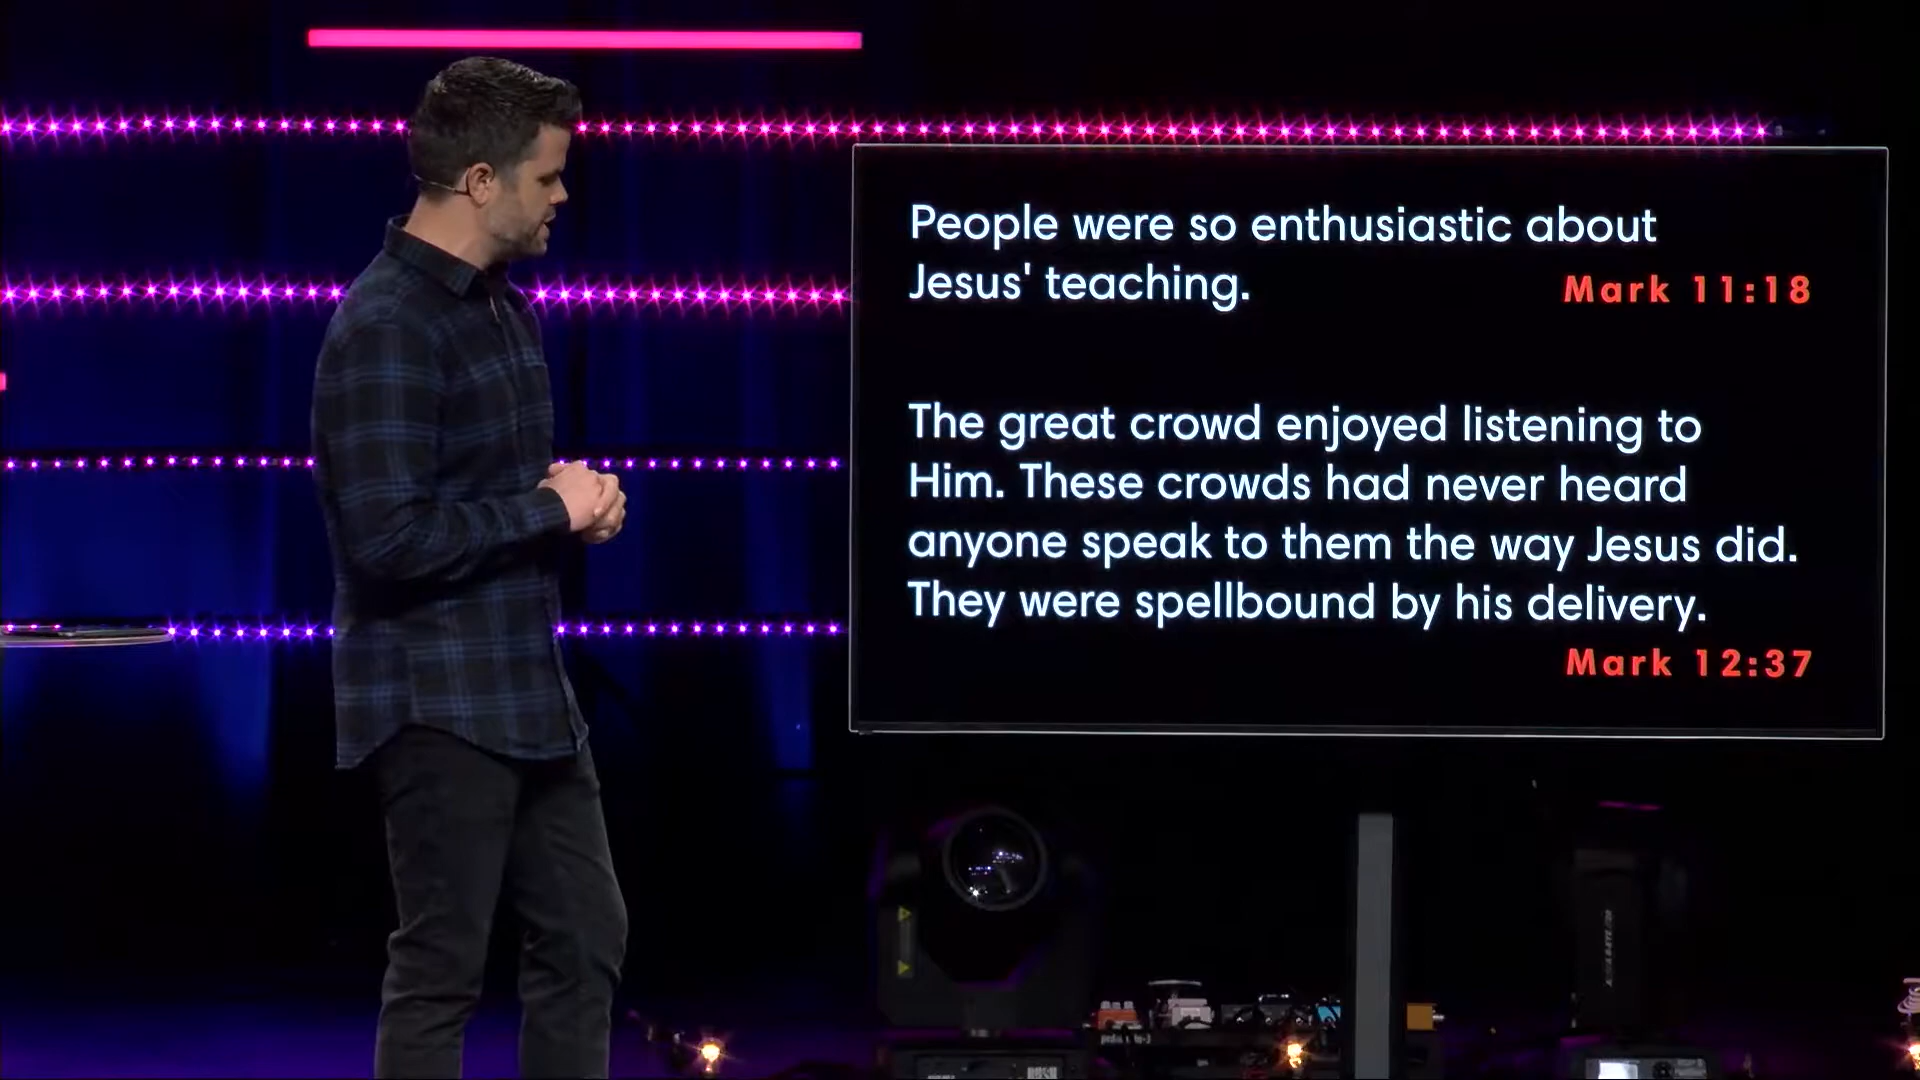 People were so enthusiastic about
Jesus' teaching.
Mark 11:18
The great crowd enjoyed listening to
Him. These crowds had never heard
anyone speak to them the way Jesus did.
They were spellbound by his delivery.
Mark 12:37